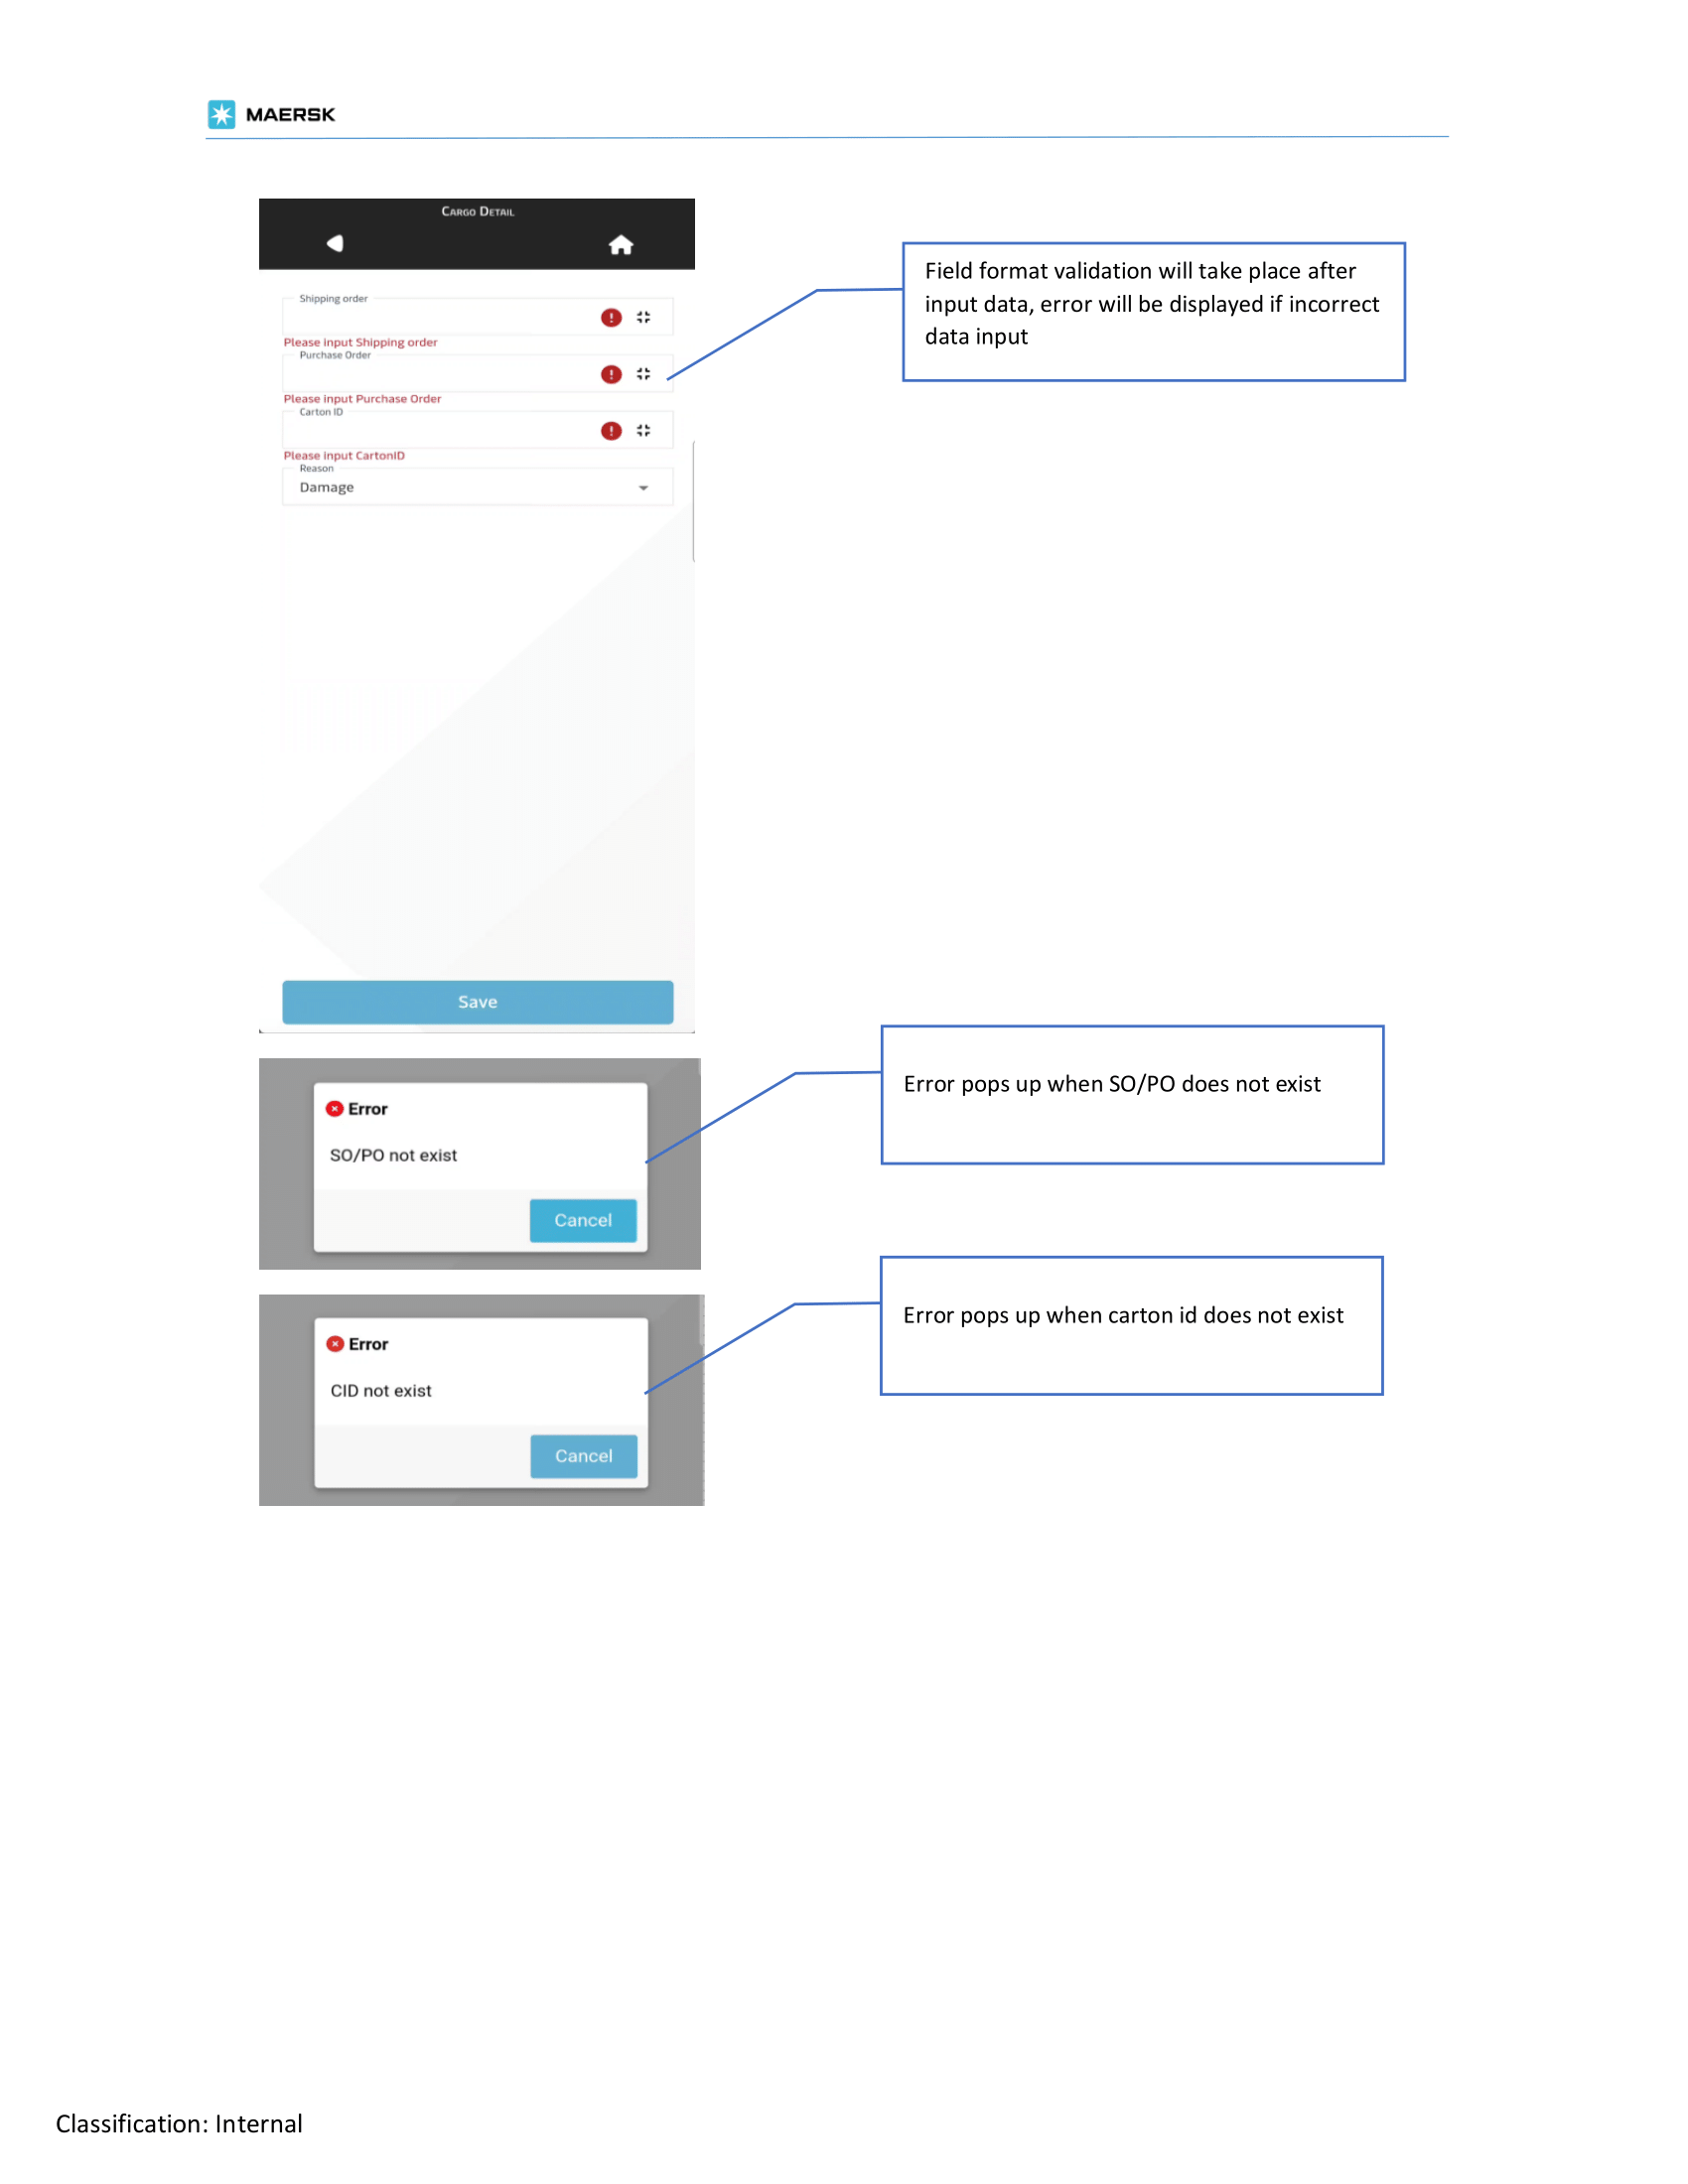 MAERSK
Cargo Detail
Shipping order
Please input Shipping order
Purchase Order
Please input Purchase Order
Carton ID
Please input CartonID
Reason
Damage
Save
Field format validation will take place after
input data, error will be displayed if incorrect
data input
Error
SO/PO not exist
Cancel
Error pops up when SO/PO does not exist
Error
CID not exist
Cancel
Error pops up when carton id does not exist
Classification: Internal